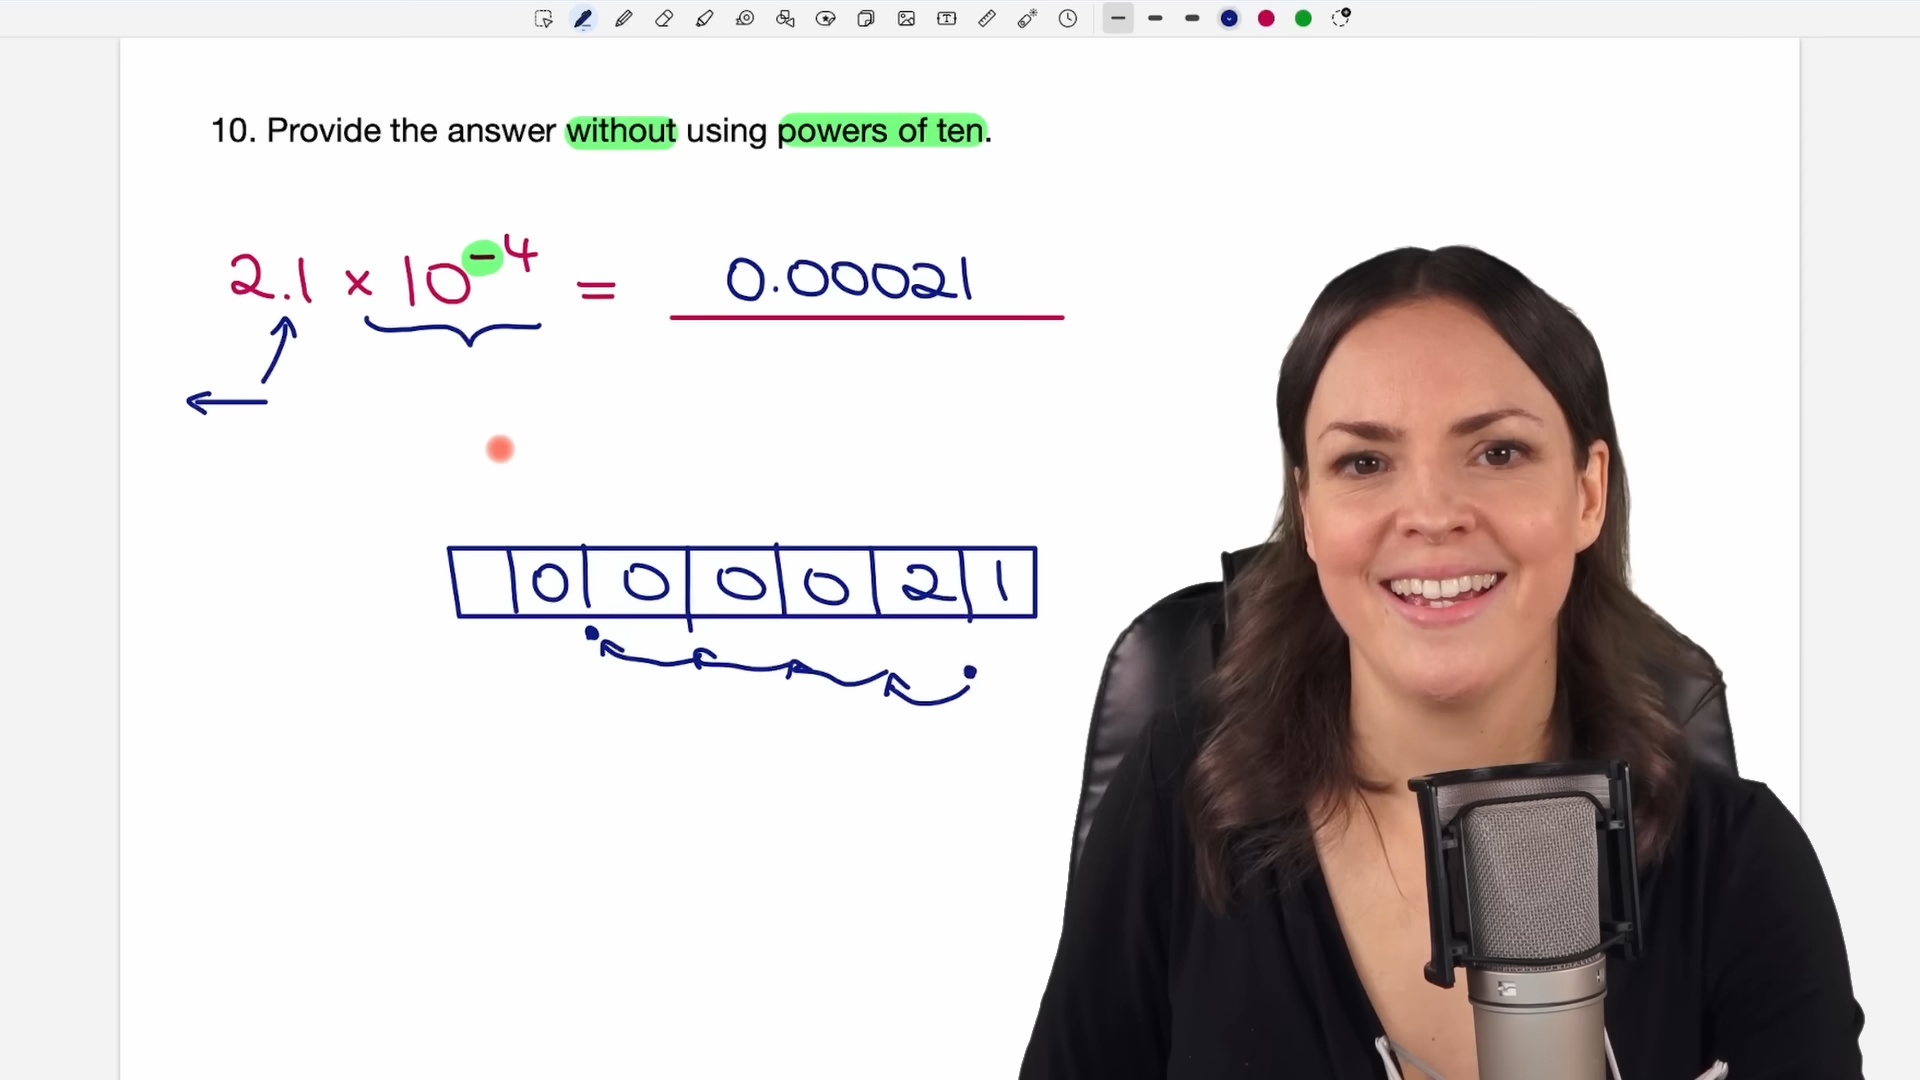 10. Provide the answer without using powers of ten.
2.1 × 10⁻⁴ = 0.00021
0 0 0 0 2 1